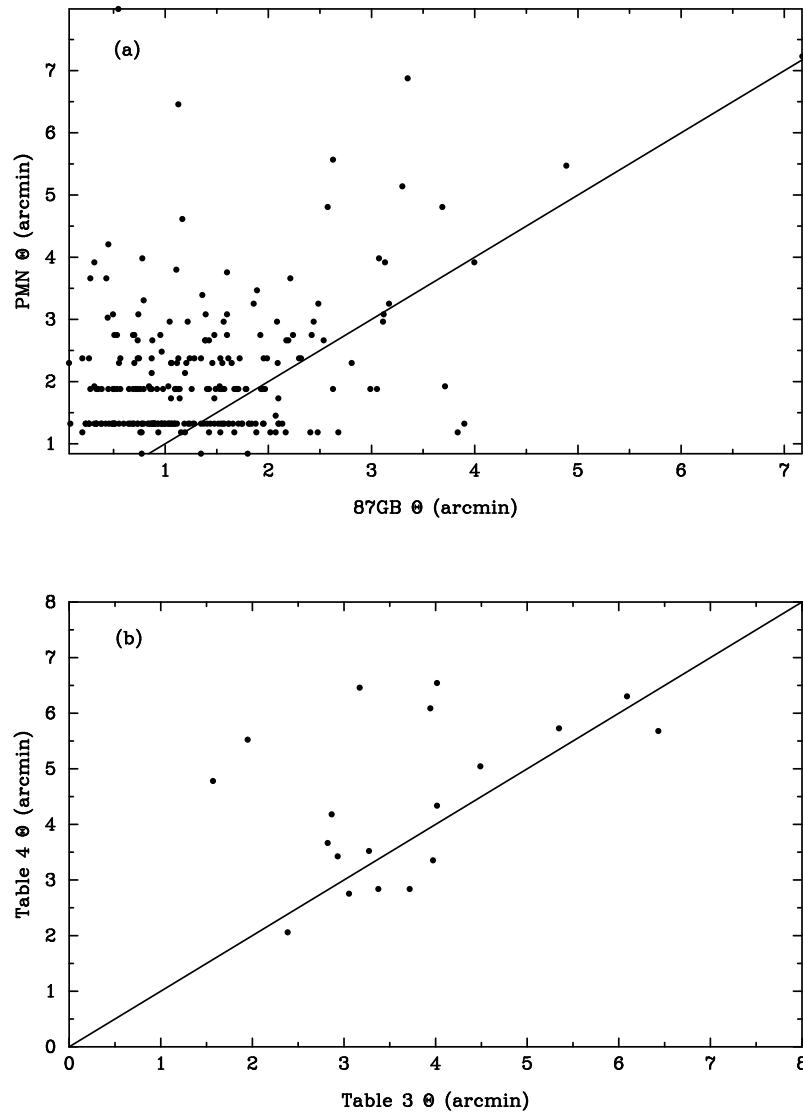 (a)
7
6
5
4
3
2
1
PMN Θ (arcmin)
1 2 3 4 5 6 7
87GB Θ (arcmin)
(b)
8
7
6
5
4
3
2
1
0
Table 4 Θ (arcmin)
0 1 2 3 4 5 6 7 8
Table 3 Θ (arcmin)